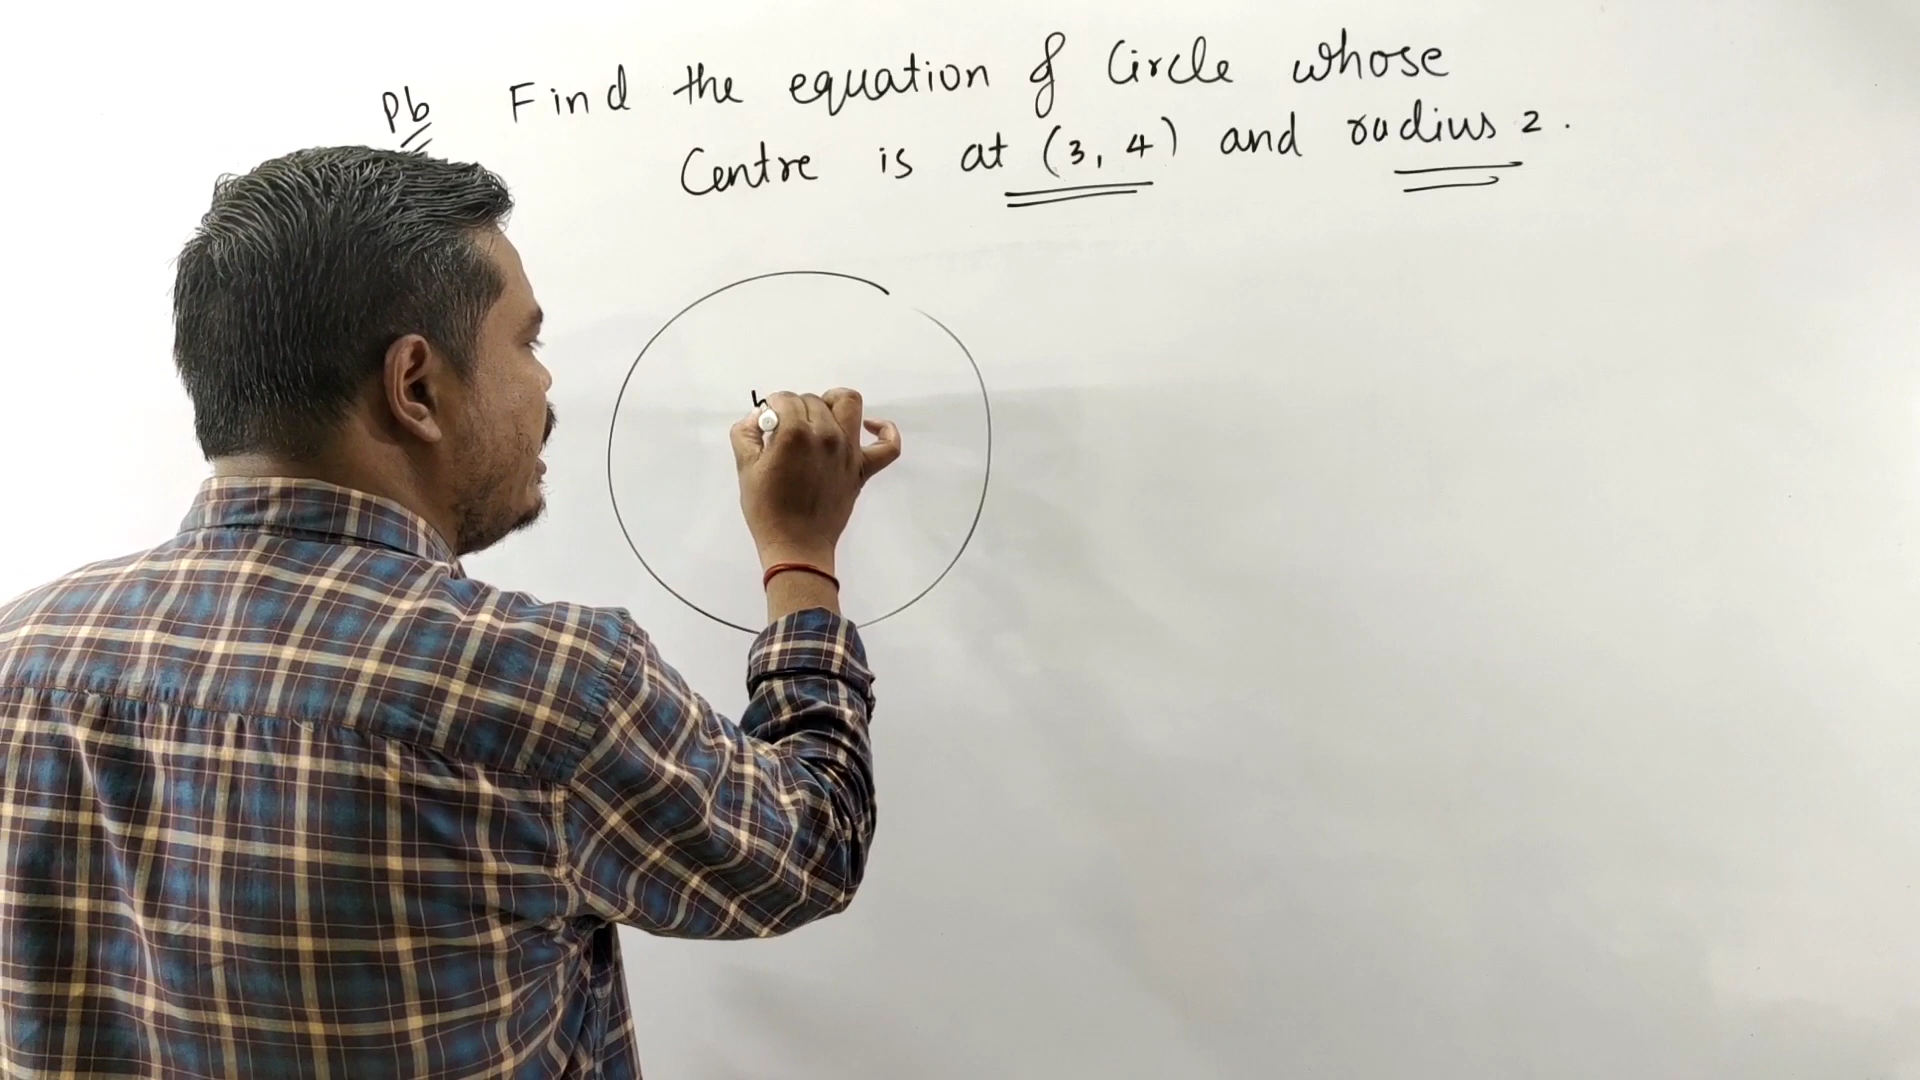 Pb Find the equation of Circle whose
Centre is at (3, 4) and radius 2.